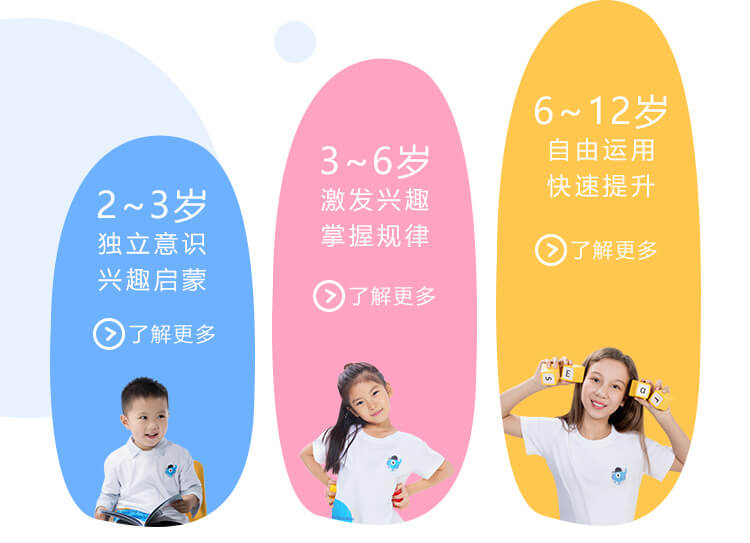 2~3岁
独立意识
兴趣启蒙
了解更多
3~6岁
激发兴趣
掌握规律
了解更多
6~12岁
自由运用
快速提升
了解更多
S E